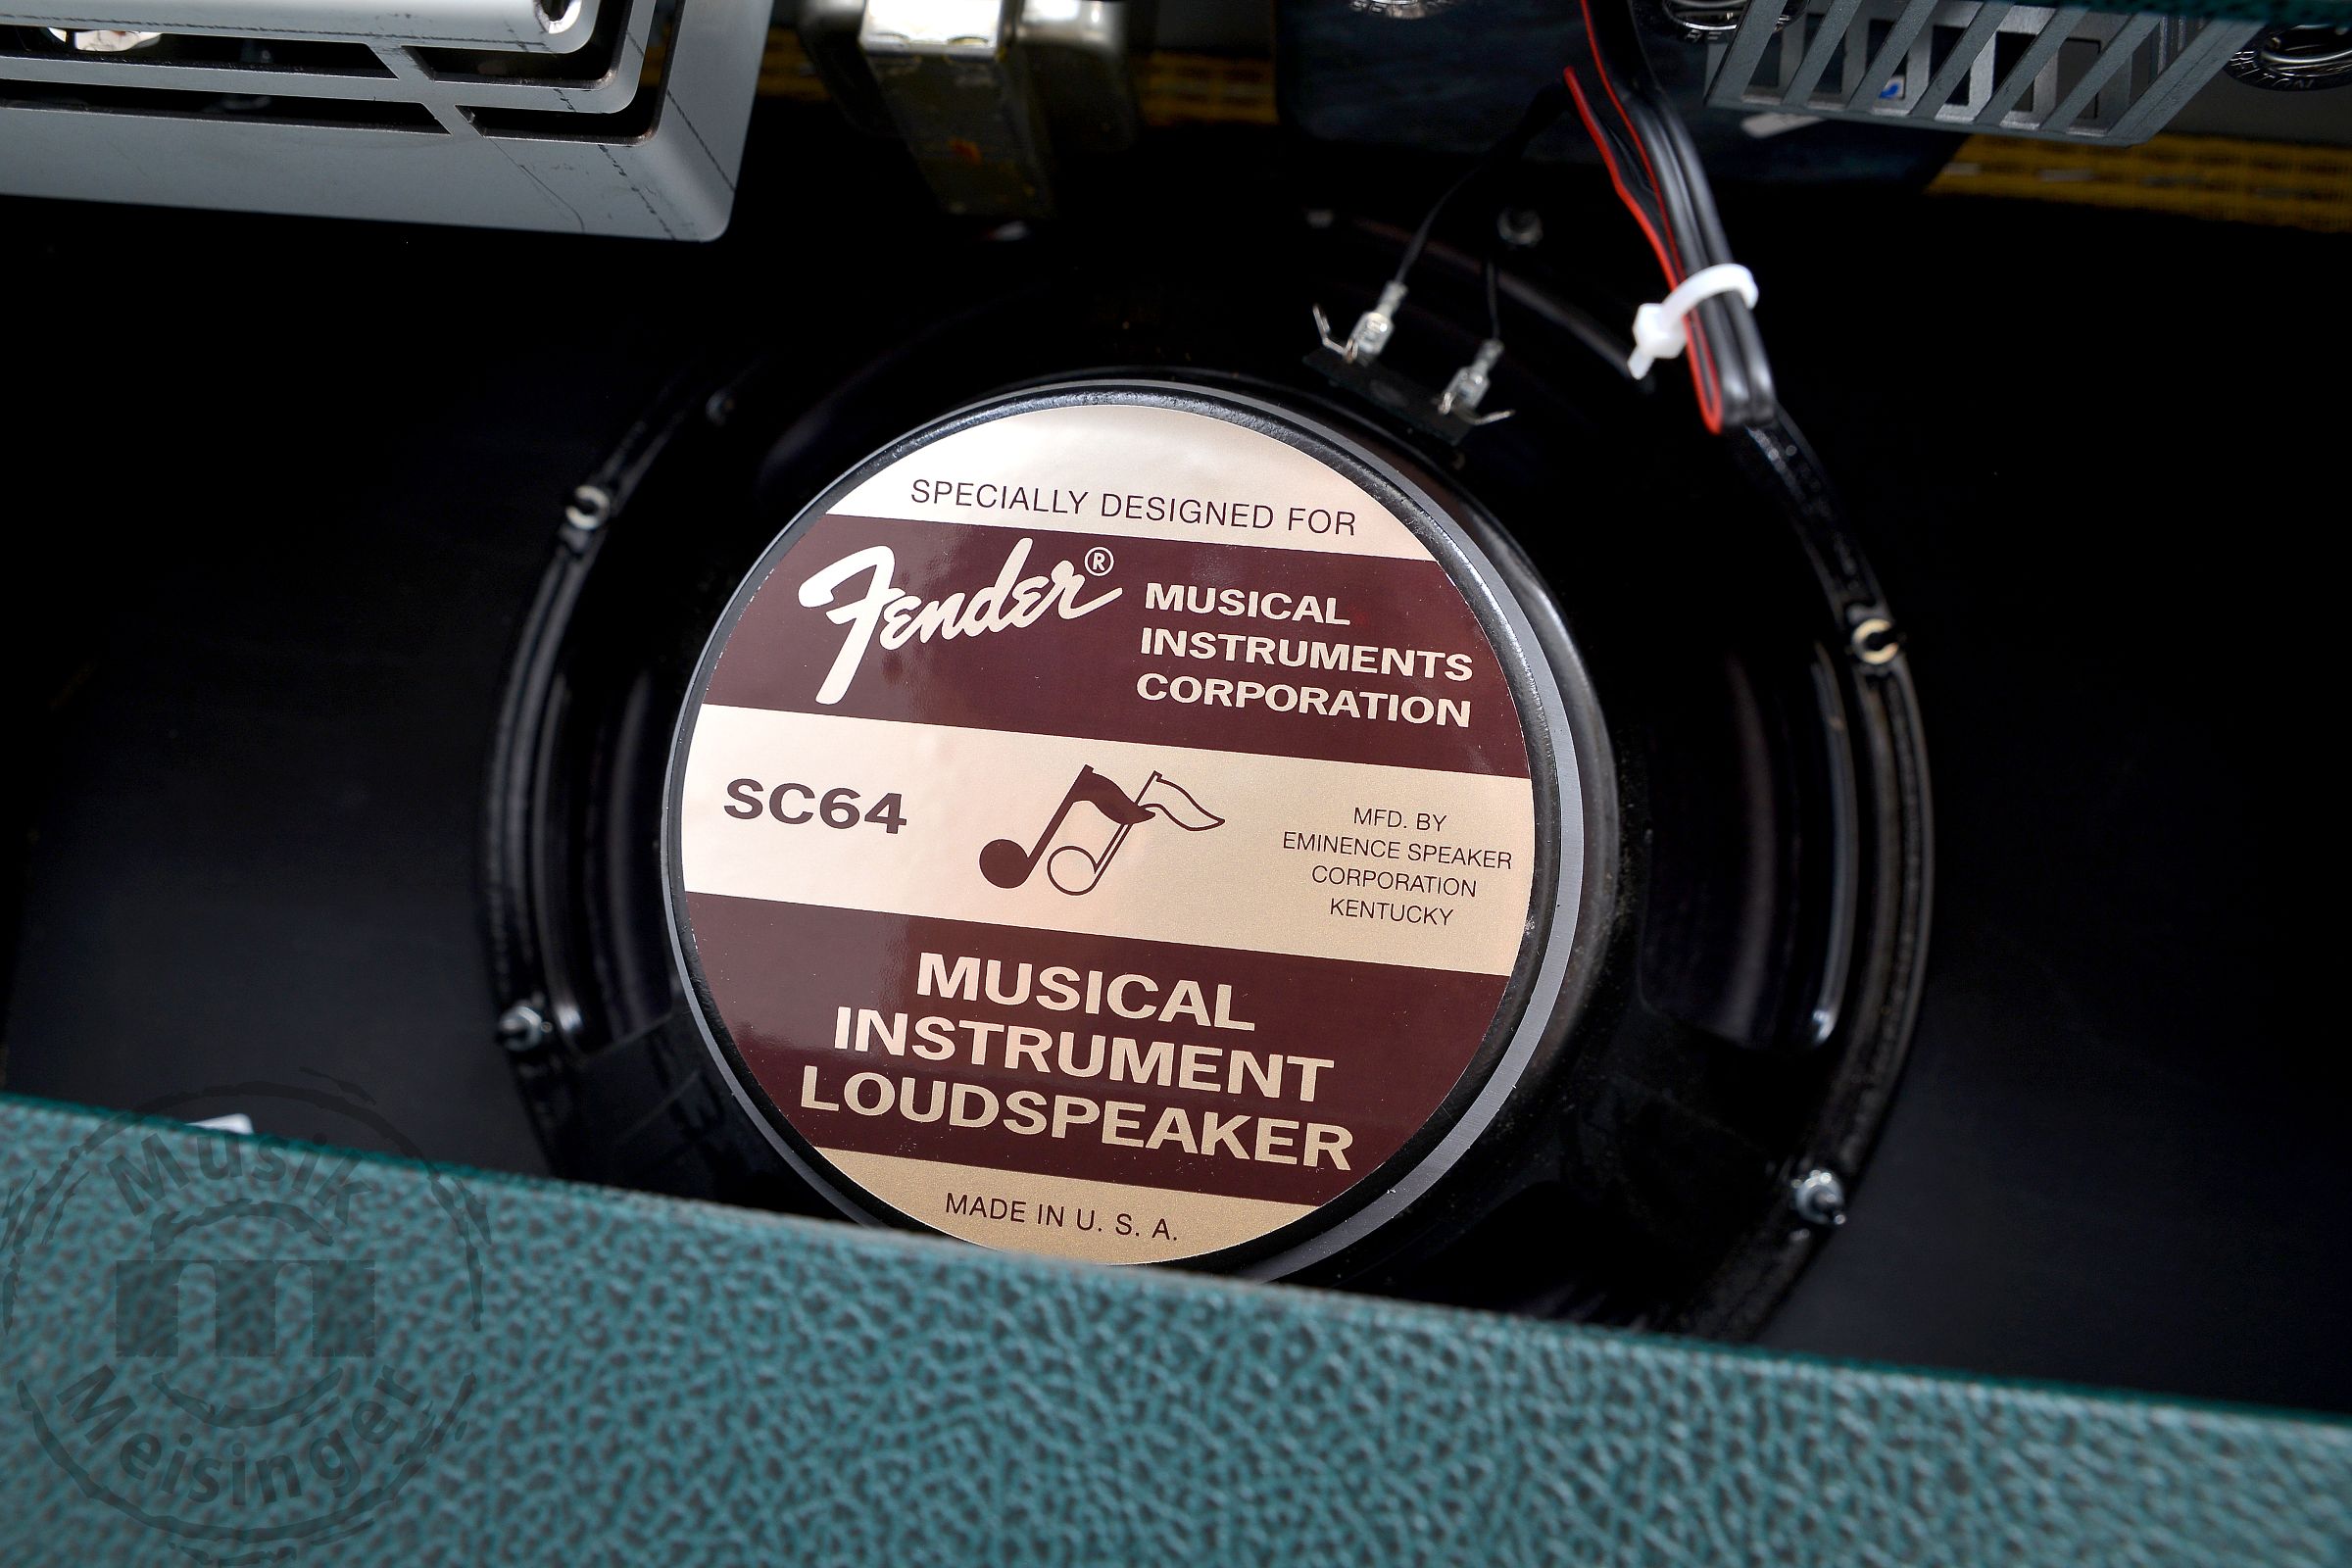 SPECIALLY DESIGNED FOR
Fender®
MUSICAL
INSTRUMENTS
CORPORATION
SC64
MFD. BY
EMINENCE SPEAKER
CORPORATION
KENTUCKY
MUSICAL
INSTRUMENT
LOUDSPEAKER
MADE IN U. S. A.
Musik
m
Meisinger